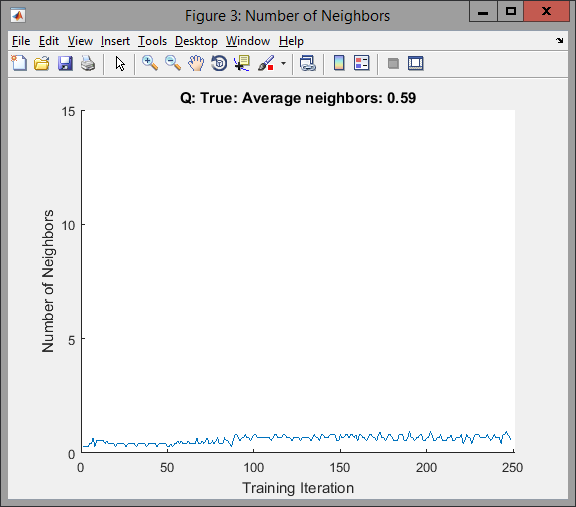 Figure 3: Number of Neighbors
File Edit View Insert Tools Desktop Window Help
Q: True: Average neighbors: 0.59
15
10
5
0
Number of Neighbors
0 50 100 150 200 250
Training Iteration